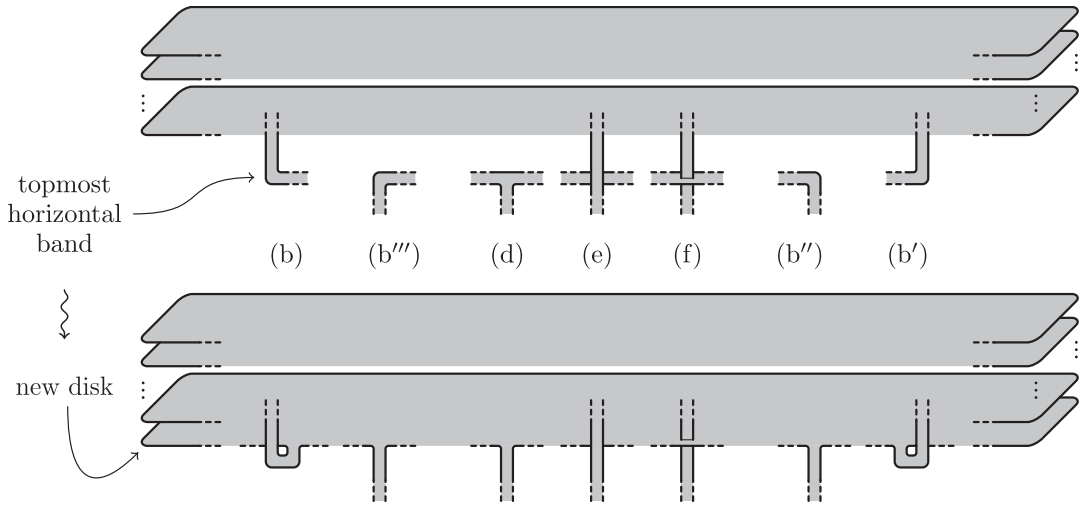 topmost
horizontal
band
(b) (b′′′) (d) (e) (f) (b′′) (b′)
new disk